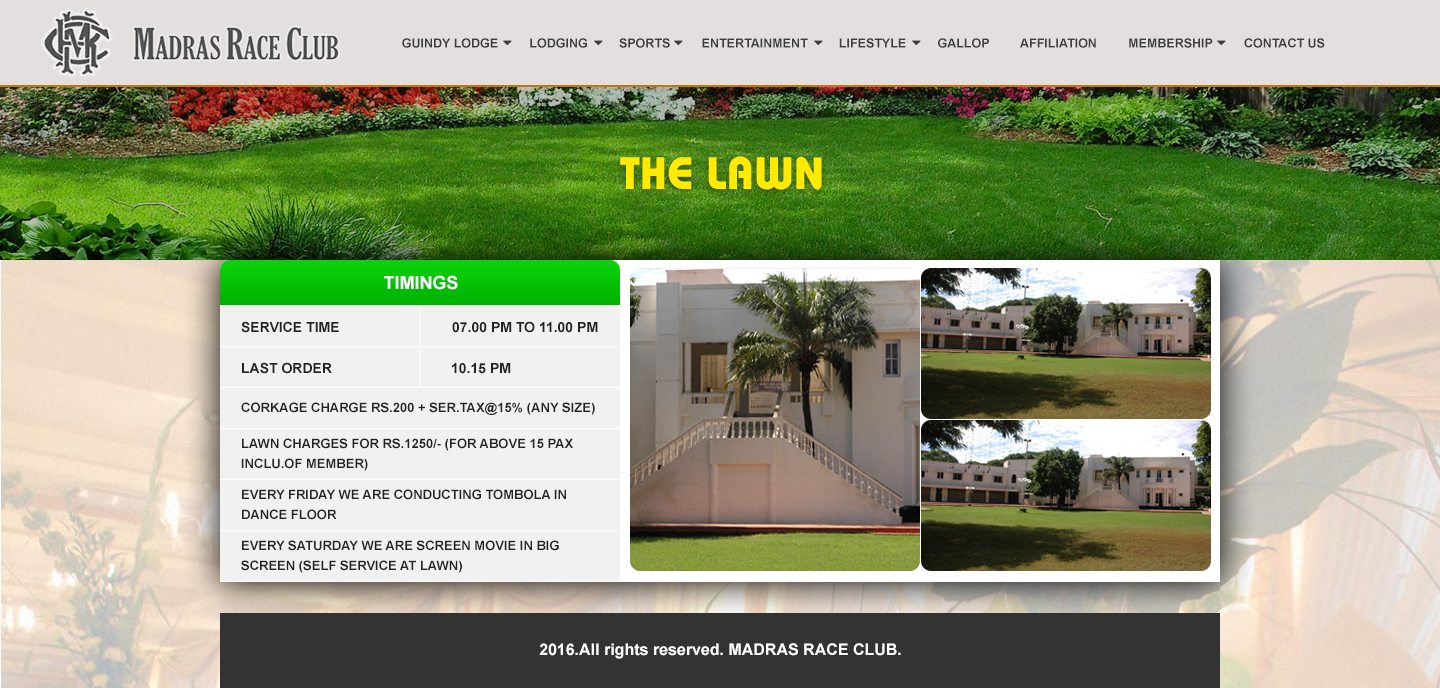 MADRAS RACE CLUB
GUINDY LODGE LODGING SPORTS ENTERTAINMENT LIFESTYLE GALLOP AFFILIATION MEMBERSHIP CONTACT US
THE LAWN
TIMINGS
SERVICE TIME 07.00 PM TO 11.00 PM
LAST ORDER 10.15 PM
CORKAGE CHARGE RS.200 + SER.TAX@15% (ANY SIZE)
LAWN CHARGES FOR RS.1250/- (FOR ABOVE 15 PAX
INCLU.OF MEMBER)
EVERY FRIDAY WE ARE CONDUCTING TOMBOLA IN
DANCE FLOOR
EVERY SATURDAY WE ARE SCREEN MOVIE IN BIG
SCREEN (SELF SERVICE AT LAWN)
2016.All rights reserved. MADRAS RACE CLUB.